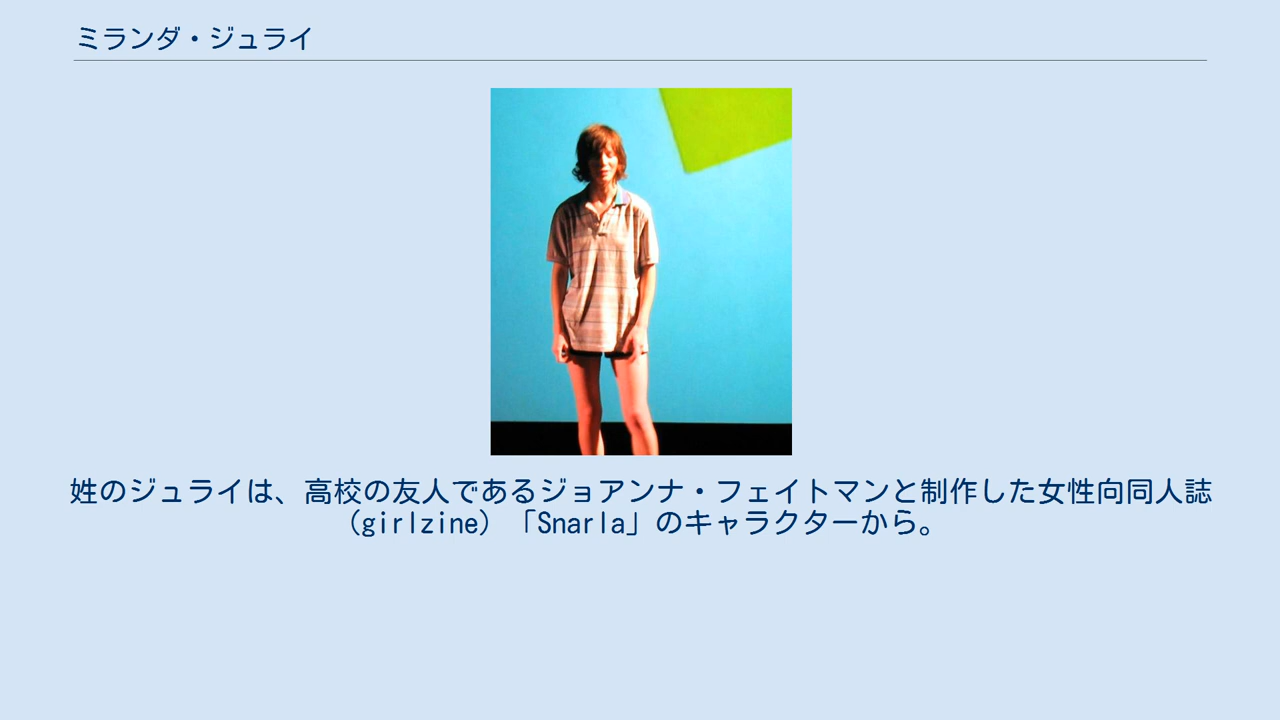 ミランダ・ジュライ
姓のジュライは、高校の友人であるジョアンナ・フェイトマンと制作した女性向同人誌
（girlzine）「Snarla」のキャラクターから。